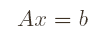 Ax = b